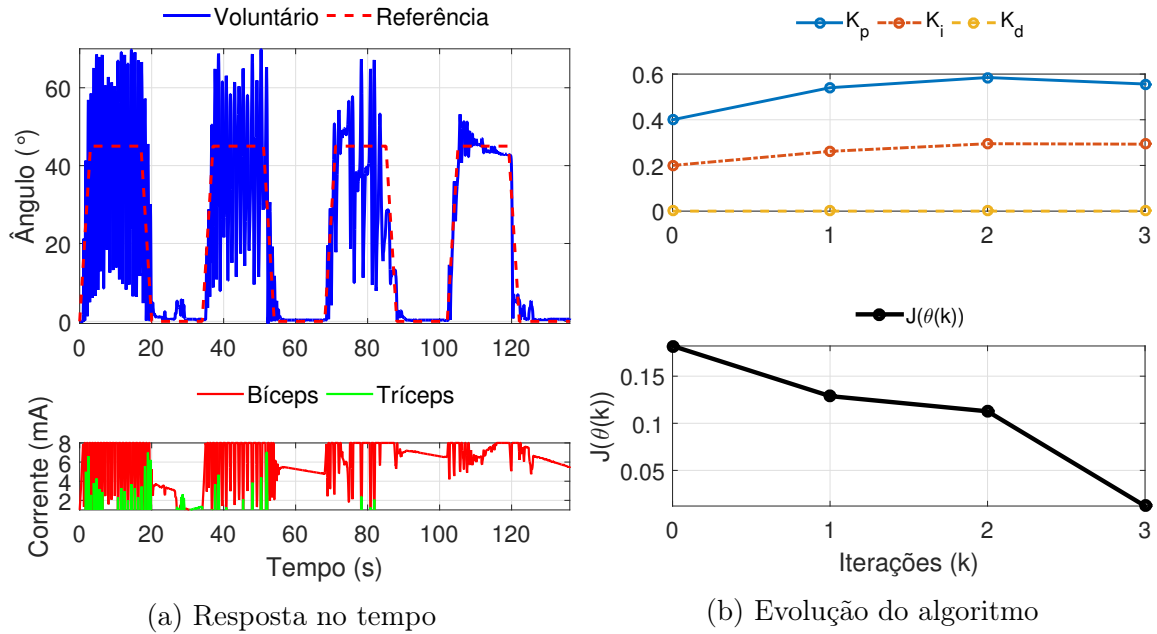 Voluntário Referência
60
40
20
0
Ângulo (°)
0 20 40 60 80 100 120
Bíceps Tríceps
8
6
4
2
Corrente (mA)
0 20 40 60 80 100 120
Tempo (s)
(a) Resposta no tempo
K_p K_i K_d
0.6
0.4
0.2
0
0 1 2 3
J(θ(k))
0.15
0.1
0.05
J(θ(k))
0 1 2 3
Iterações (k)
(b) Evolução do algoritmo